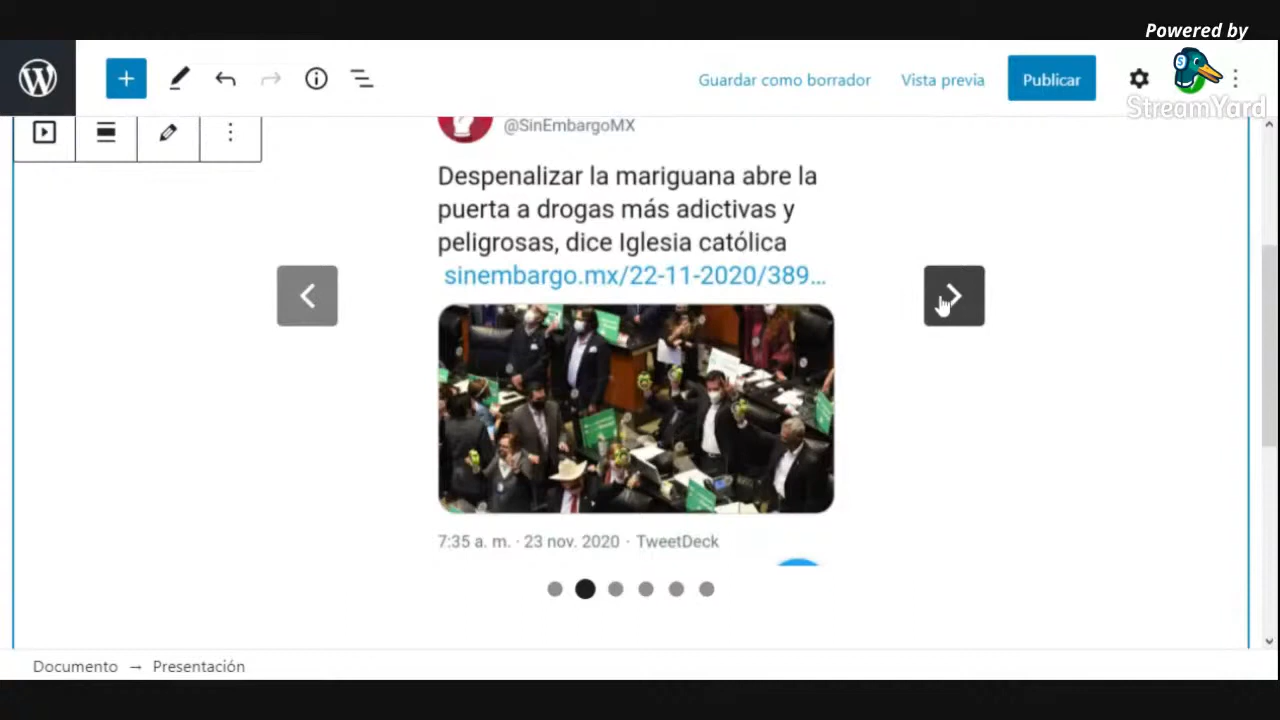 Powered by
Guardar como borrador
Vista previa
Publicar
StreamYard
@SinEmbargoMX
Despenalizar la mariguana abre la
puerta a drogas más adictivas y
peligrosas, dice Iglesia católica
sinembargo.mx/22-11-2020/389...
7:35 a. m. · 23 nov. 2020 · TweetDeck
Documento → Presentación